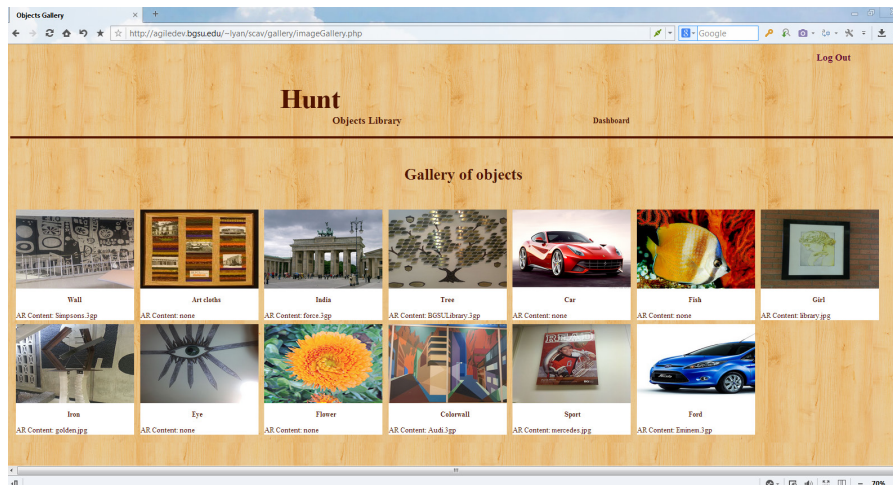 Objects Gallery
http://agiledev.bgsu.edu/~lyan/scav/gallery/imageGallery.php
Google
Log Out
Hunt
Objects Library
Dashboard
Gallery of objects
Wall
Art cloths
India
Tree
Car
Fish
Girl
AR Content: Simpsons.3gp
AR Content: none
AR Content: force.3gp
AR Content: BGSULibrary.3gp
AR Content: none
AR Content: none
AR Content: library.jpg
READ
Iron
Eye
Flower
Colorwall
Sport
Ford
AR Content: golden.jpg
AR Content: none
AR Content: none
AR Content: Audi.3gp
AR Content: mercedes.jpg
AR Content: Eminem.3gp
70%